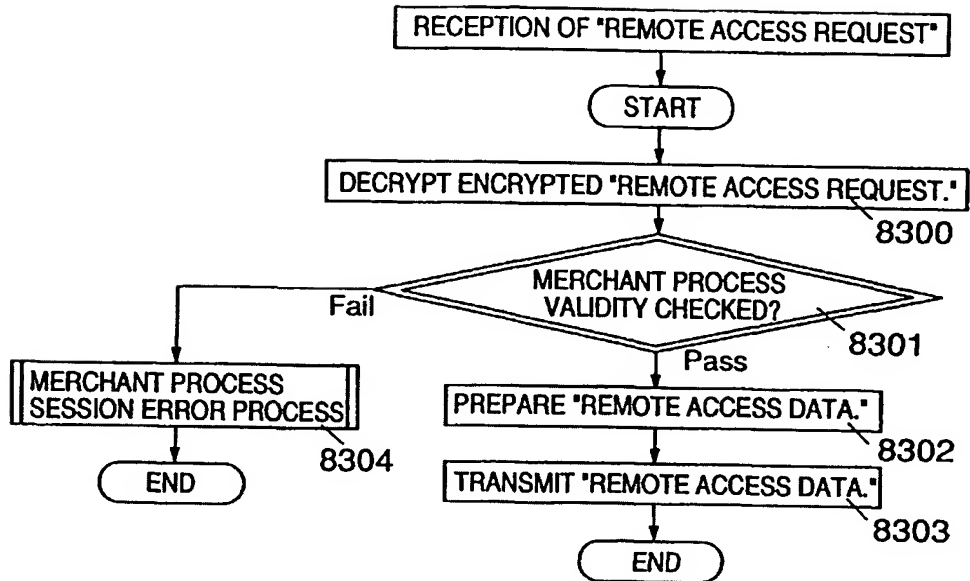 RECEPTION OF "REMOTE ACCESS REQUEST"
START
DECRYPT ENCRYPTED "REMOTE ACCESS REQUEST."
8300
MERCHANT PROCESS
VALIDITY CHECKED?
8301
Fail
Pass
MERCHANT PROCESS
SESSION ERROR PROCESS
8304
END
PREPARE "REMOTE ACCESS DATA."
8302
TRANSMIT "REMOTE ACCESS DATA."
8303
END